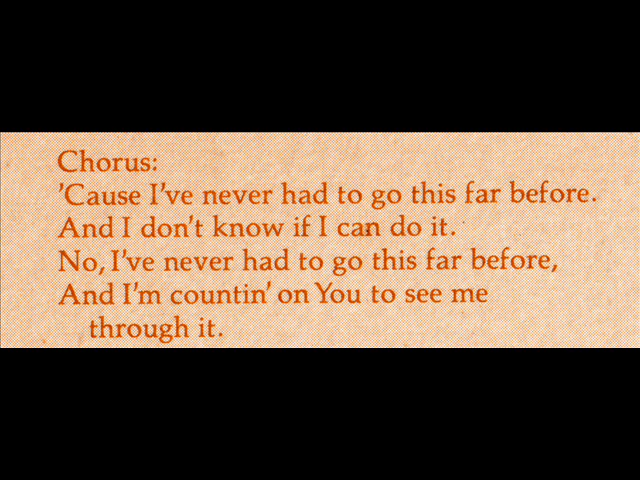 Chorus:
’Cause I’ve never had to go this far before.
And I don’t know if I can do it.
No, I’ve never had to go this far before,
And I’m countin’ on You to see me
through it.